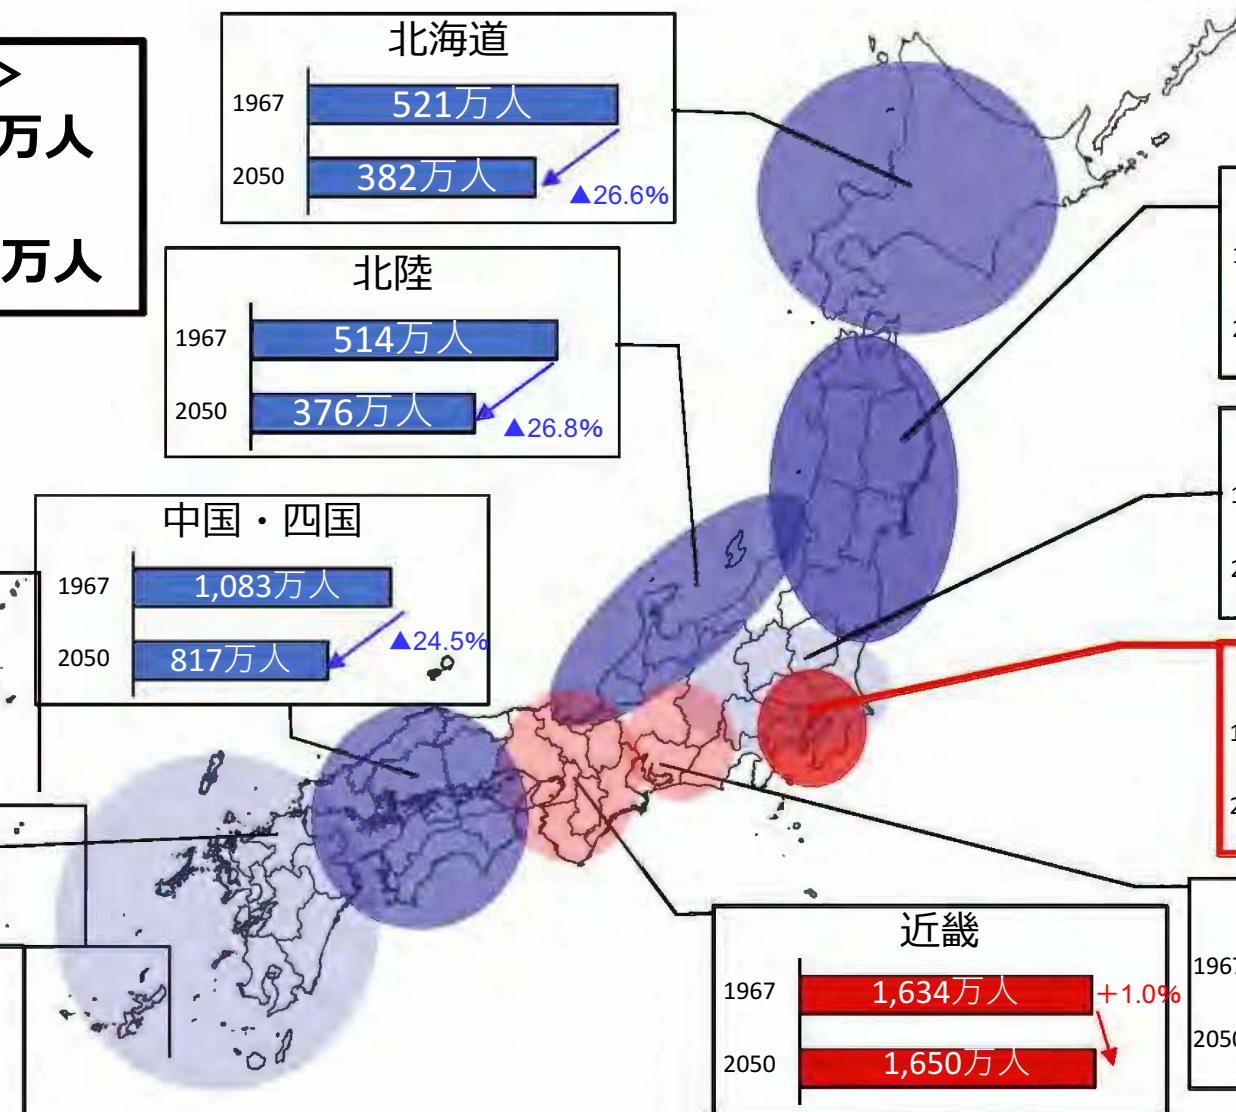 >
万人
万人
北海道
1967 521万人
2050 382万人
▲26.6%
北陸
1967 514万人
2050 376万人
▲26.8%
中国・四国
1967 1,083万人
2050 817万人
▲24.5%
近畿
1967 1,634万人
+1.0%
2050 1,650万人
1967
2050